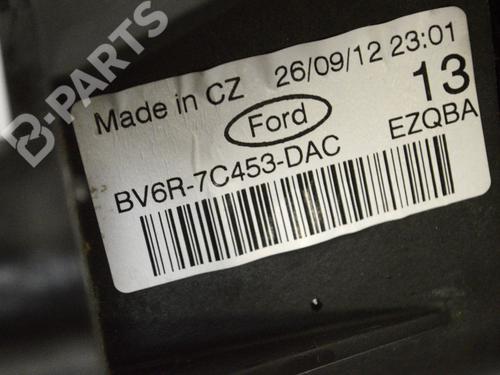 B-PARTS
Made in CZ 26/09/12 23:01
Ford 13
BV6R-7C453-DAC EZQBA